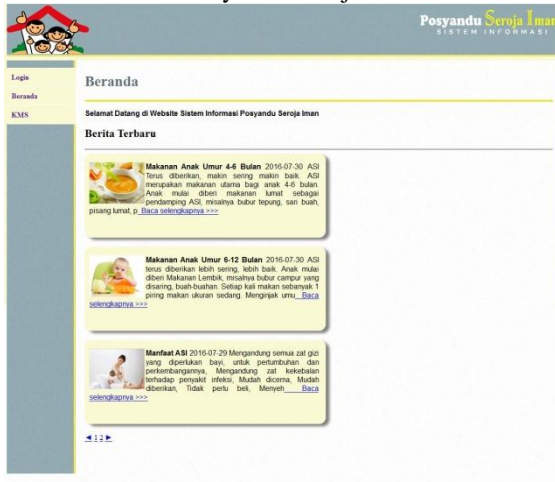 Posyandu Seroja Iman
SISTEM INFORMASI
Login
Beranda
KMS
Beranda
Selamat Datang di Website Sistem Informasi Posyandu Seroja Iman
Berita Terbaru
Makanan Anak Umur 4-6 Bulan 2016-07-30 ASI
Terus diberikan, makin sering makin baik. ASI
merupakan makanan utama bagi anak 4-6 bulan.
Anak mulai diberi makanan lumat sebagai
pendamping ASI, misalnya bubur tepung, sari buah,
pisang lumat, p Baca selengkapnya >>>
Makanan Anak Umur 6-12 Bulan 2016-07-30 ASI
terus diberikan lebih sering, lebih baik. Anak mulai
diberi Makanan Lembik, misalnya bubur campur yang
disaring, buah-buahan. Setiap kali makan sebanyak 1
piring makan ukuran sedang. Menginjak umu Baca
selengkapnya >>>
Manfaat ASI 2016-07-29 Mengandung semua zat gizi
yang diperlukan bayi, untuk pertumbuhan dan
perkembangannya, Mengandung zat kekebalan
terhadap penyakit infeksi, Mudah dicerna, Mudah
diberikan, Tidak perlu beli, Menyeh Baca
selengkapnya >>>
◄ 1 2 ►